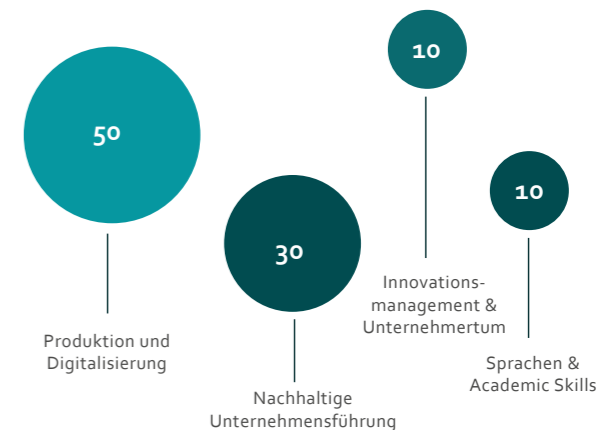 50
Produktion und
Digitalisierung
30
Nachhaltige
Unternehmensführung
10
Innovations-
management &
Unternehmertum
10
Sprachen &
Academic Skills